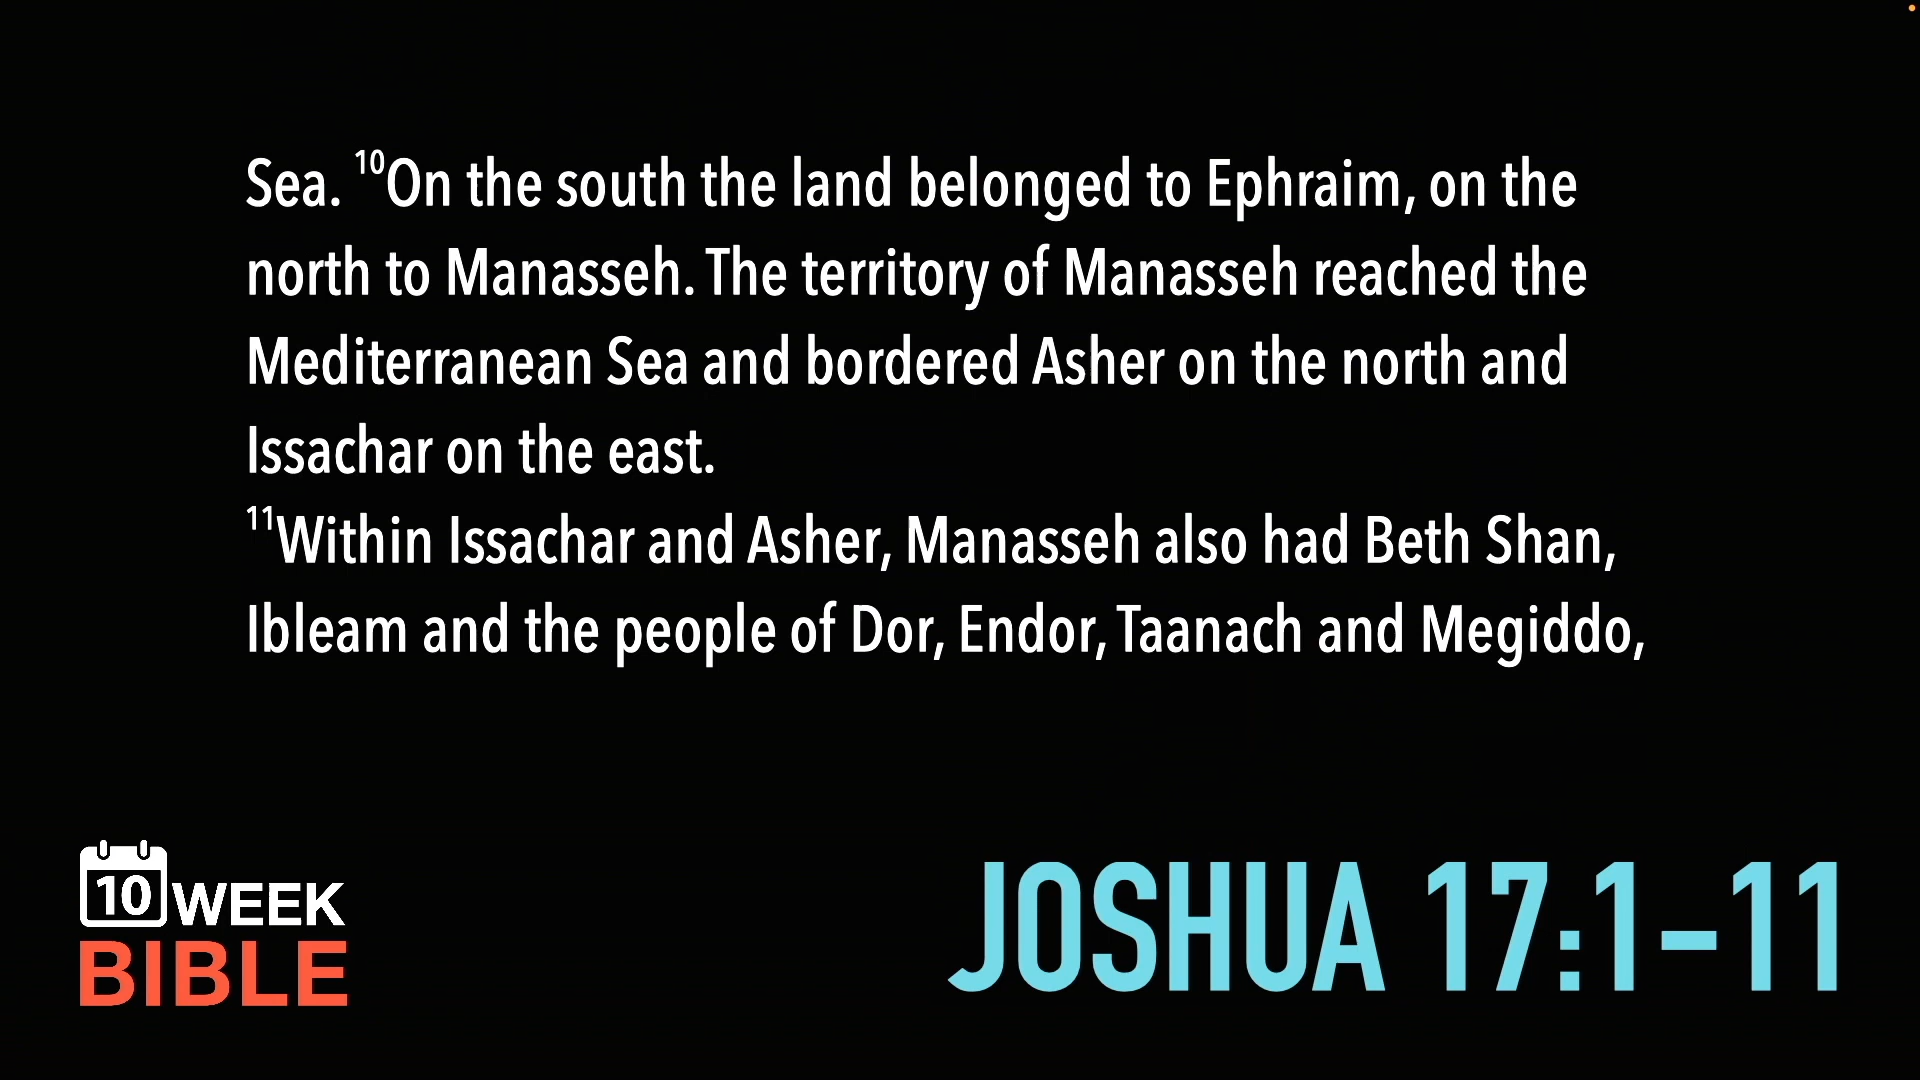 Sea. ¹⁰On the south the land belonged to Ephraim, on the
north to Manasseh. The territory of Manasseh reached the
Mediterranean Sea and bordered Asher on the north and
Issachar on the east.
¹¹Within Issachar and Asher, Manasseh also had Beth Shan,
Ibleam and the people of Dor, Endor, Taanach and Megiddo,
10 WEEK
BIBLE
JOSHUA 17:1–11